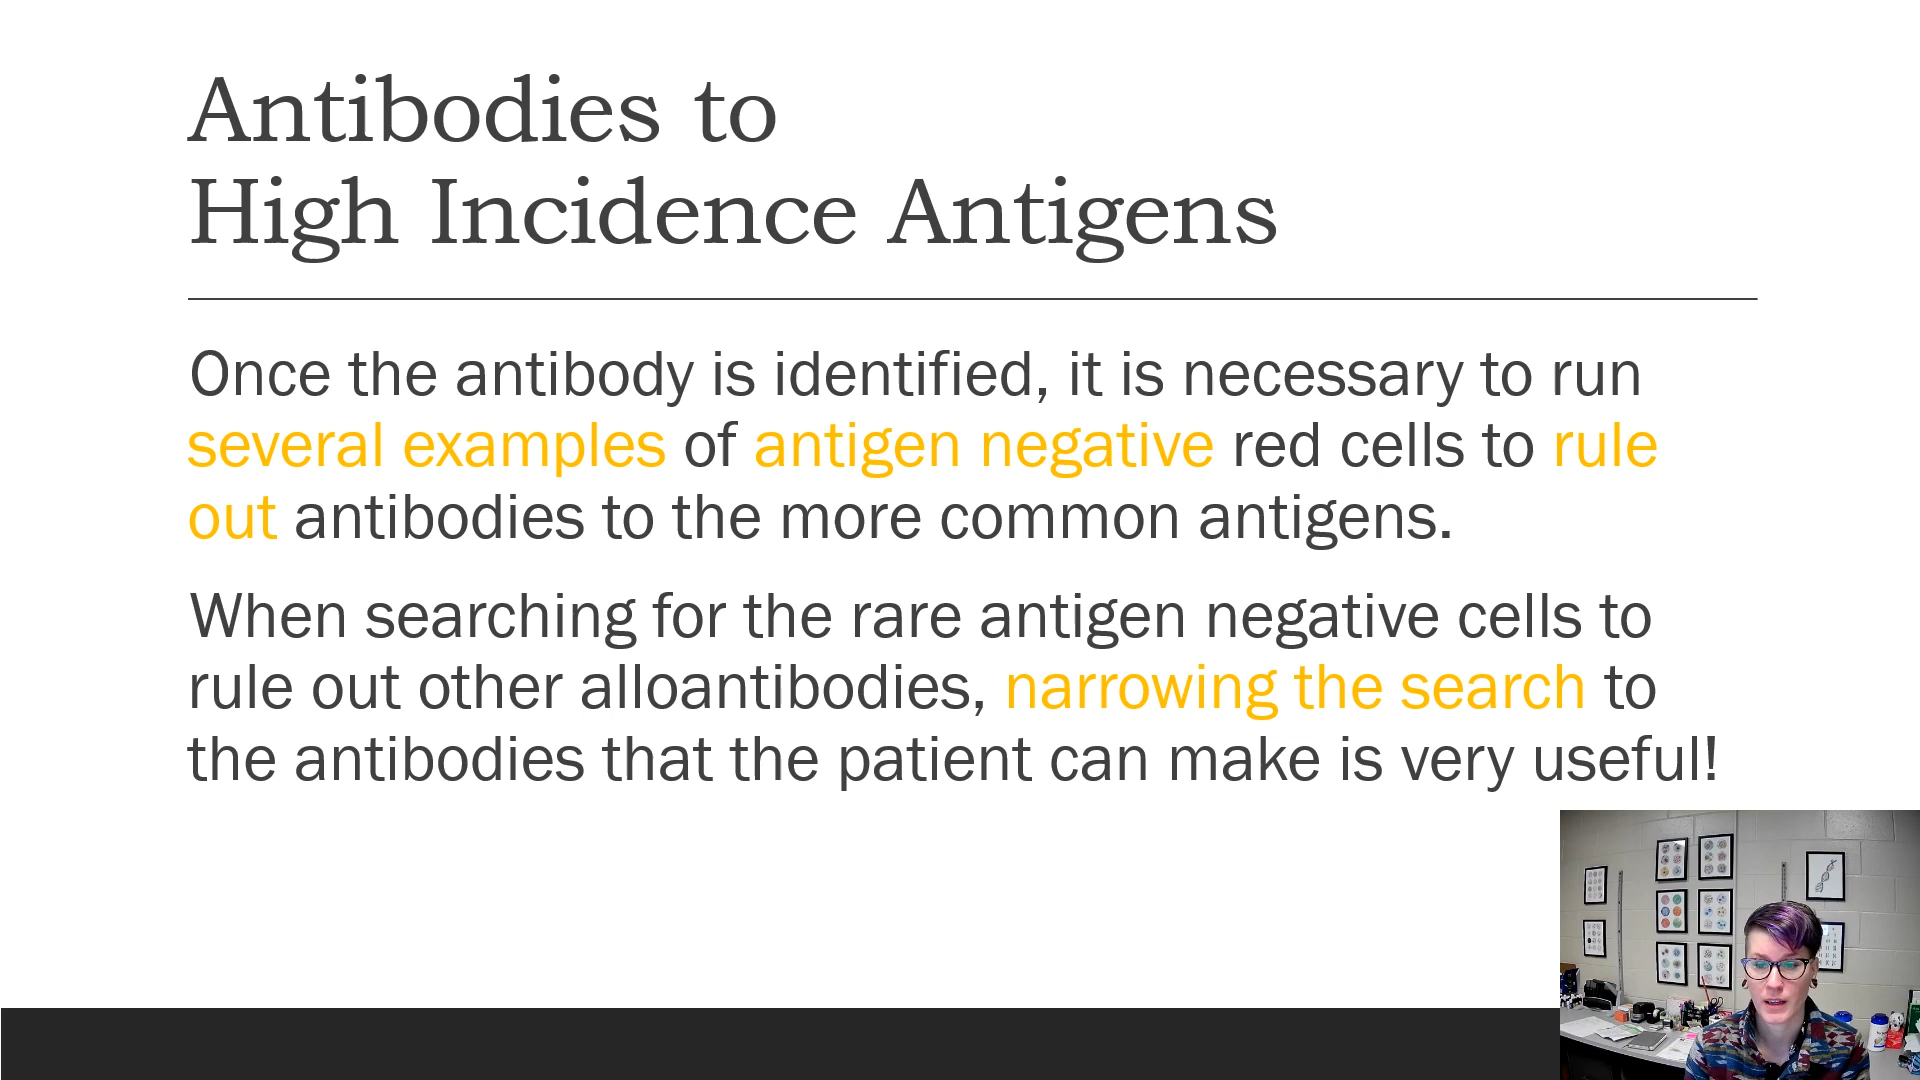 Antibodies to
High Incidence Antigens
Once the antibody is identified, it is necessary to run
several examples of antigen negative red cells to rule
out antibodies to the more common antigens.
When searching for the rare antigen negative cells to
rule out other alloantibodies, narrowing the search to
the antibodies that the patient can make is very useful!